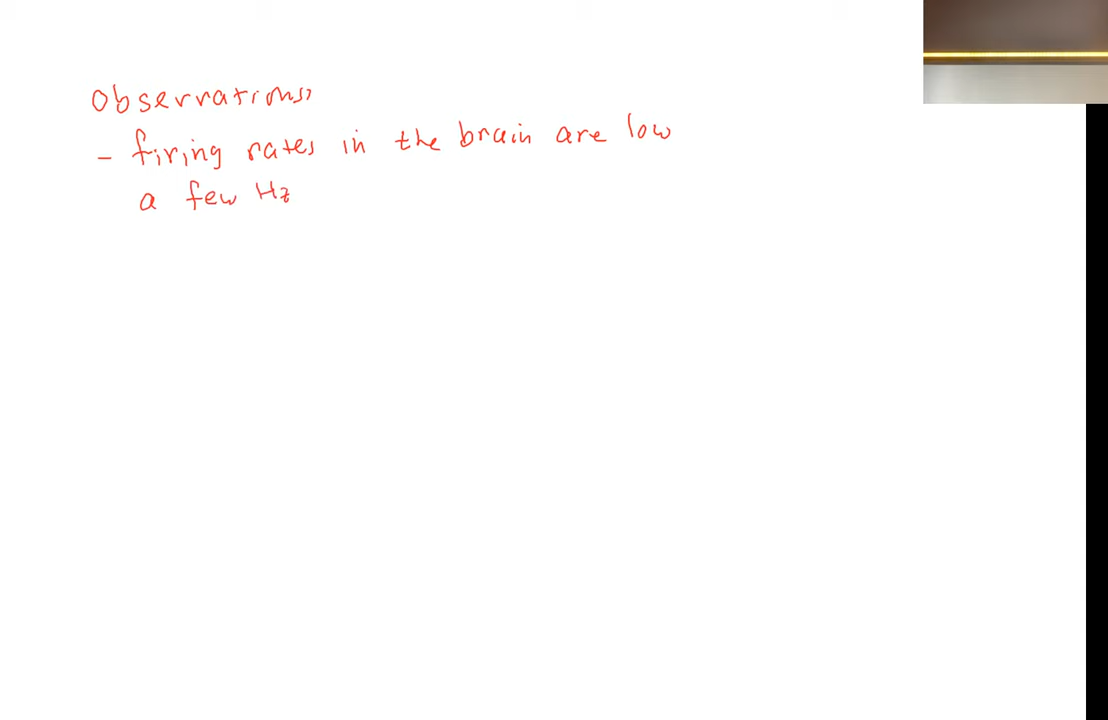 Observations
- firing rates in the brain are low
a few Hz